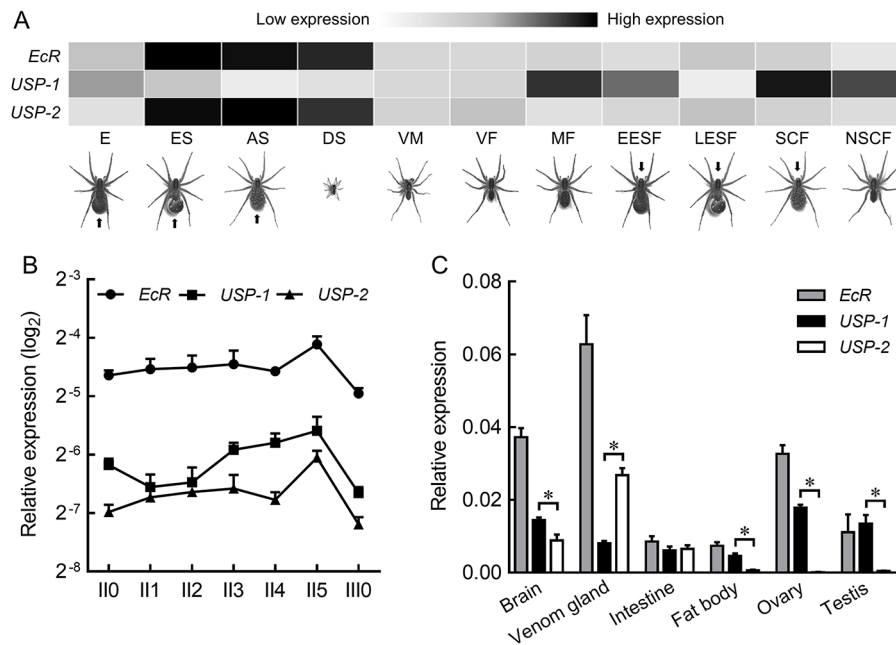 A
Low expression High expression
EcR
USP-1
USP-2
E ES AS DS VM VF MF EESF LESF SCF NSCF
B
Relative expression (log2)
EcR USP-1 USP-2
2-3
2-4
2-5
2-6
2-7
2-8
II0 II1 II2 II3 II4 II5 III0
C
Relative expression
EcR
USP-1
USP-2
0.08
0.06
0.04
0.02
0.00
* * * * *
Brain Venom gland Intestine Fat body Ovary Testis